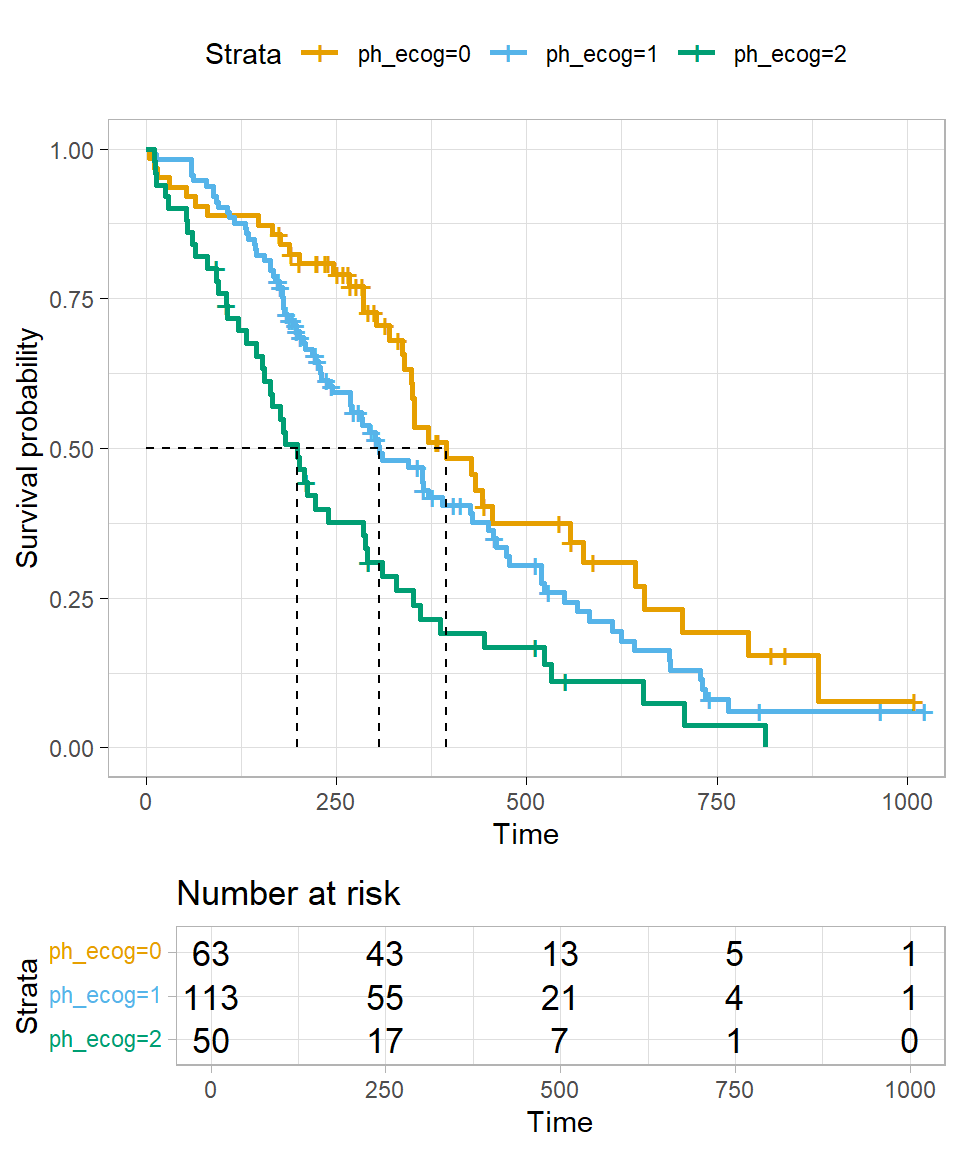 Strata ph_ecog=0 ph_ecog=1 ph_ecog=2
Survival probability
1.00
0.75
0.50
0.25
0.00
0 250 500 750 1000
Time
Number at risk
Strata
ph_ecog=0 63 43 13 5 1
ph_ecog=1 113 55 21 4 1
ph_ecog=2 50 17 7 1 0
0 250 500 750 1000
Time